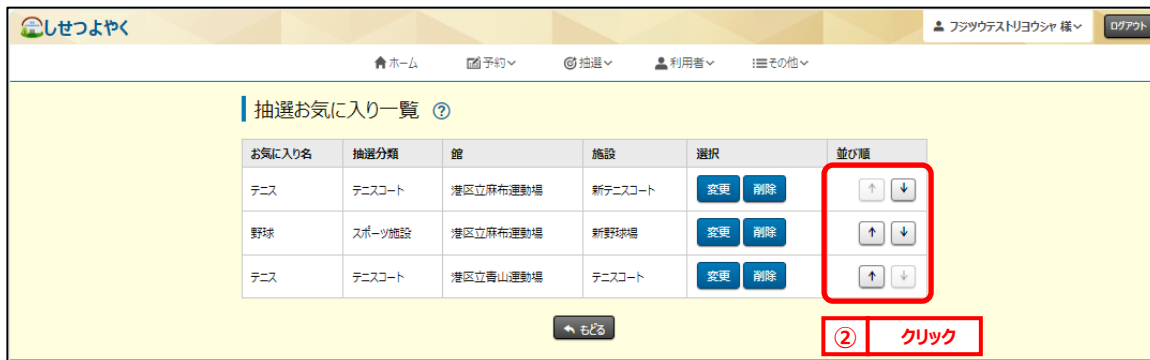 しせつよやく
フジツウテストリヨウシャ 様
ログアウト
ホーム 予約 抽選 利用者 その他
抽選お気に入り一覧 ?
お気に入り名 抽選分類 館 施設 選択 並び順
テニス テニスコート 港区立麻布運動場 新テニスコート 変更 削除 ↑ ↓
野球 スポーツ施設 港区立麻布運動場 新野球場 変更 削除 ↑ ↓
テニス テニスコート 港区立青山運動場 テニスコート 変更 削除 ↑ ↓
もどる
② クリック